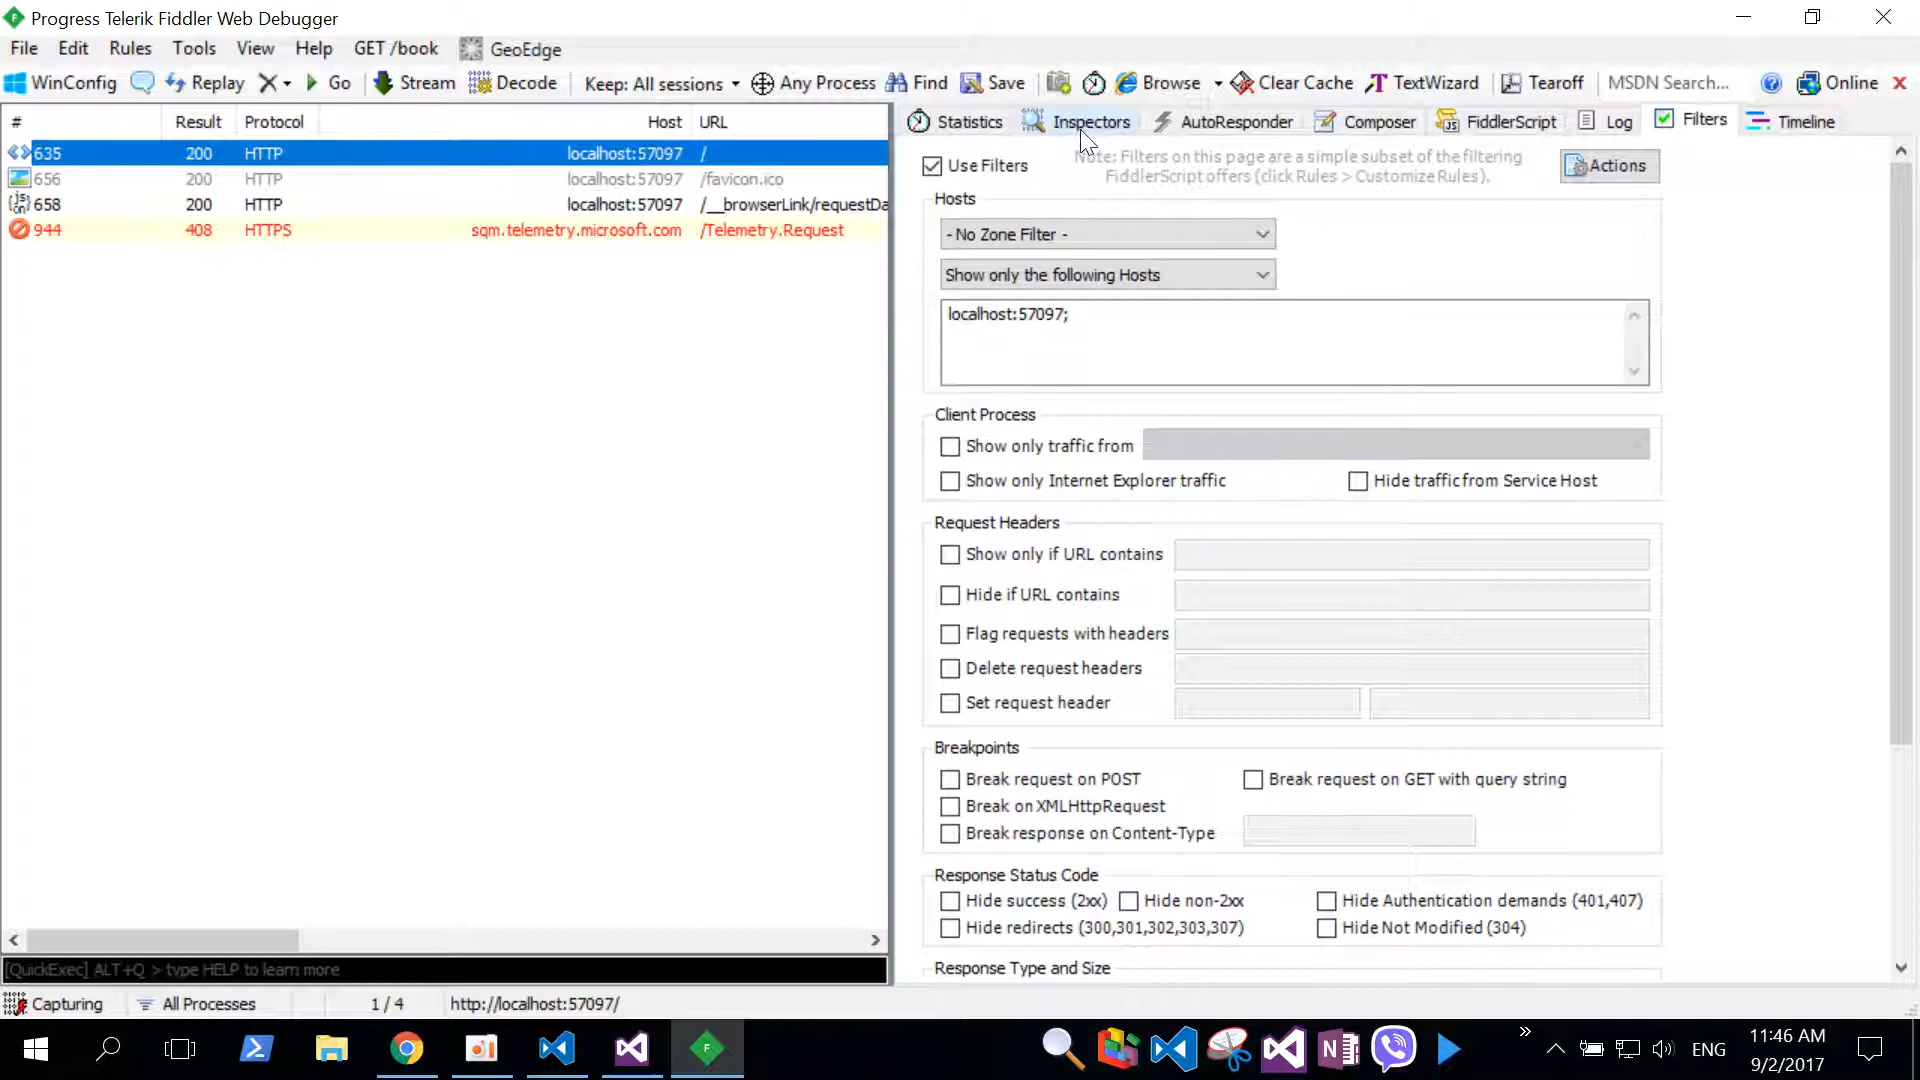 Progress Telerik Fiddler Web Debugger
File Edit Rules Tools View Help GET /book GeoEdge
WinConfig Replay Go Stream Decode Keep: All sessions Any Process Find Save Browse Clear Cache TextWizard Tearoff MSDN Search... Online
# Result Protocol Host URL
635 200 HTTP localhost:57097 /
656 200 HTTP localhost:57097 /favicon.ico
658 200 HTTP localhost:57097 /__browserLink/requestDa
944 408 HTTPS sqm.telemetry.microsoft.com /Telemetry.Request
Statistics Inspectors AutoResponder Composer FiddlerScript Log Filters Timeline
Use Filters
Note: Filters on this page are a simple subset of the filtering
FiddlerScript offers (click Rules > Customize Rules).
Actions
Hosts
- No Zone Filter -
Show only the following Hosts
localhost:57097;
Client Process
Show only traffic from
Show only Internet Explorer traffic Hide traffic from Service Host
Request Headers
Show only if URL contains
Hide if URL contains
Flag requests with headers
Delete request headers
Set request header
Breakpoints
Break request on POST Break request on GET with query string
Break on XMLHttpRequest
Break response on Content-Type
Response Status Code
Hide success (2xx) Hide non-2xx Hide Authentication demands (401,407)
Hide redirects (300,301,302,303,307) Hide Not Modified (304)
Response Type and Size
[QuickExec] ALT+Q > type HELP to learn more
Capturing All Processes 1 / 4 http://localhost:57097/
ENG
11:46 AM
9/2/2017